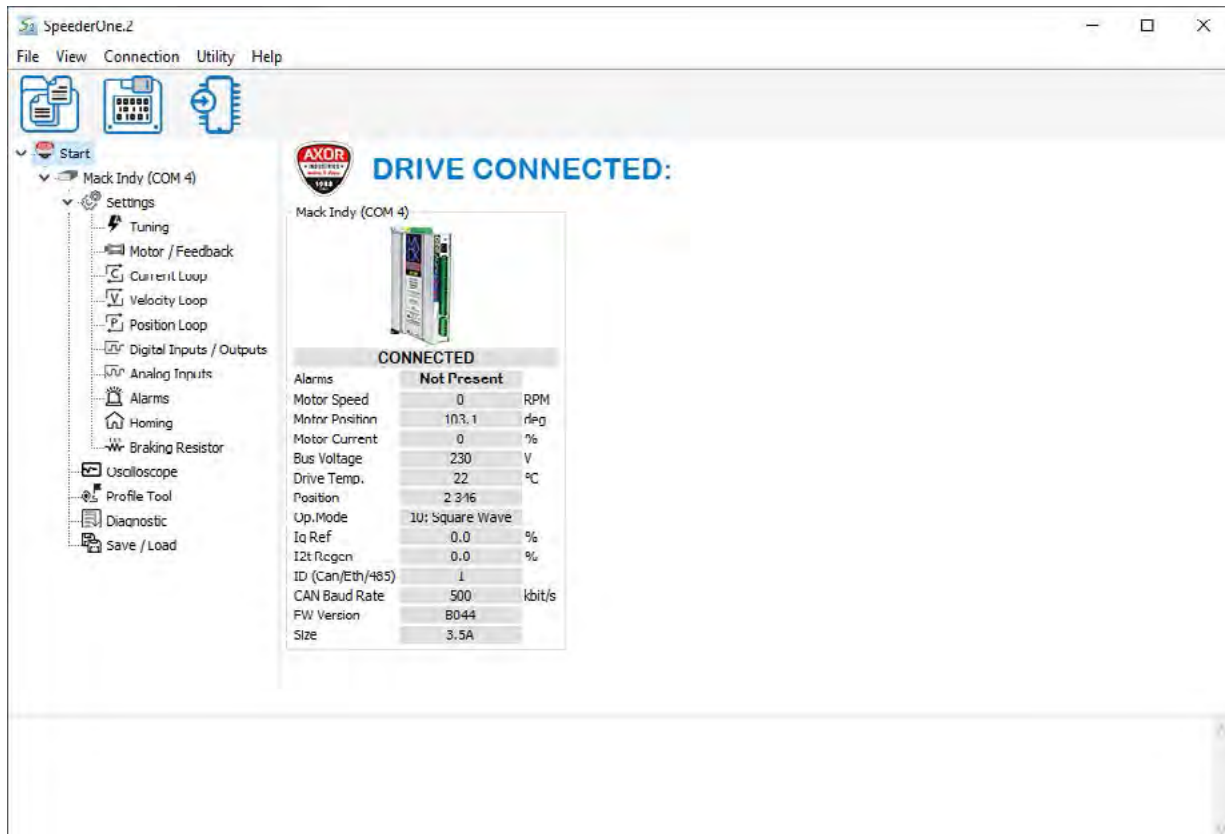 SpeederOne.2
File View Connection Utility Help
Start
Mack Indy (COM 4)
Settings
Tuning
Motor / Feedback
Current Loop
Velocity Loop
Position Loop
Digital Inputs / Outputs
Analog Inputs
Alarms
Homing
Braking Resistor
Oscilloscope
Profile Tool
Diagnostic
Save / Load
AXOR
INDUSTRIES
DRIVE CONNECTED:
Mack Indy (COM 4)
CONNECTED
Alarms Not Present
Motor Speed 0 RPM
Motor Position 103.1 deg
Motor Current 0 %
Bus Voltage 230 V
Drive Temp. 22 °C
Position 2 346
Op.Mode 10: Square Wave
Iq Ref 0.0 %
I2t Regen 0.0 %
ID (Can/Eth/485) 1
CAN Baud Rate 500 kbit/s
FW Version B044
Size 3.5A